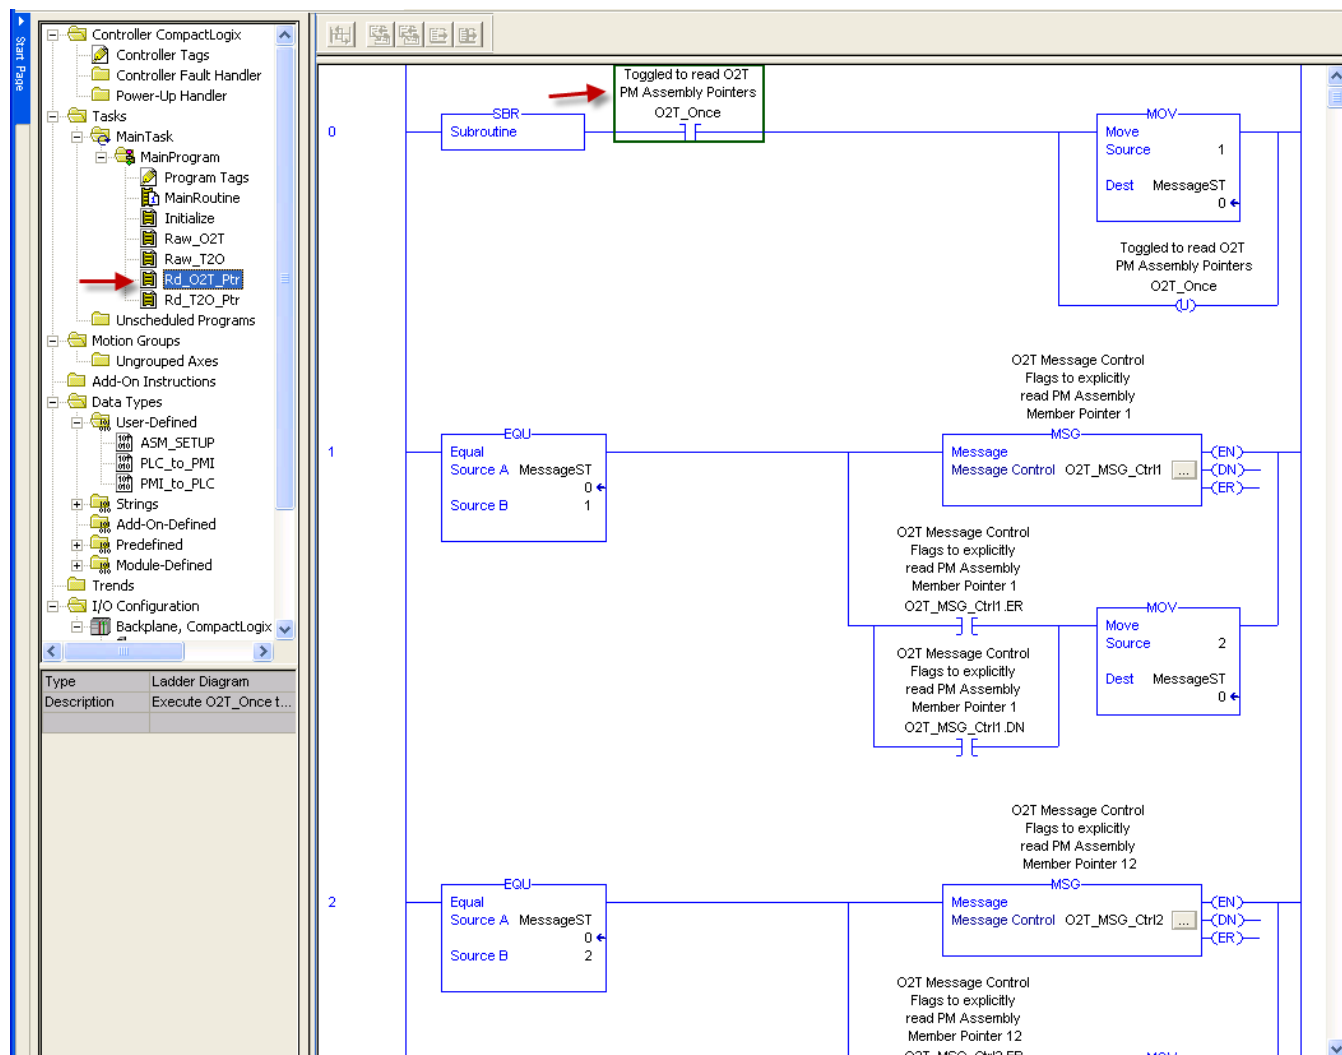 Start Page
Controller CompactLogix
Controller Tags
Controller Fault Handler
Power-Up Handler
Tasks
MainTask
MainProgram
Program Tags
MainRoutine
Initialize
Raw_O2T
Raw_T2O
Rd_O2T_Ptr
Rd_T2O_Ptr
Unscheduled Programs
Motion Groups
Ungrouped Axes
Add-On Instructions
Data Types
User-Defined
ASM_SETUP
PLC_to_PMI
PMI_to_PLC
Strings
Add-On-Defined
Predefined
Module-Defined
Trends
I/O Configuration
Backplane, CompactLogix
Type Ladder Diagram
Description Execute O2T_Once t...
0
SBR
Subroutine
Toggled to read O2T
PM Assembly Pointers
O2T_Once
MOV
Move
Source 1
Dest MessageST
0
Toggled to read O2T
PM Assembly Pointers
O2T_Once
U
1
EQU
Equal
Source A MessageST
0
Source B 1
O2T Message Control
Flags to explicitly
read PM Assembly
Member Pointer 1
MSG
Message
Message Control O2T_MSG_Ctrl1 ...
EN
DN
ER
O2T Message Control
Flags to explicitly
read PM Assembly
Member Pointer 1
O2T_MSG_Ctrl1.ER
MOV
Move
Source 2
Dest MessageST
0
O2T Message Control
Flags to explicitly
read PM Assembly
Member Pointer 1
O2T_MSG_Ctrl1.DN
2
EQU
Equal
Source A MessageST
0
Source B 2
O2T Message Control
Flags to explicitly
read PM Assembly
Member Pointer 12
MSG
Message
Message Control O2T_MSG_Ctrl2 ...
EN
DN
ER
O2T Message Control
Flags to explicitly
read PM Assembly
Member Pointer 12
O2T_MSG_Ctrl2.ER
MOV